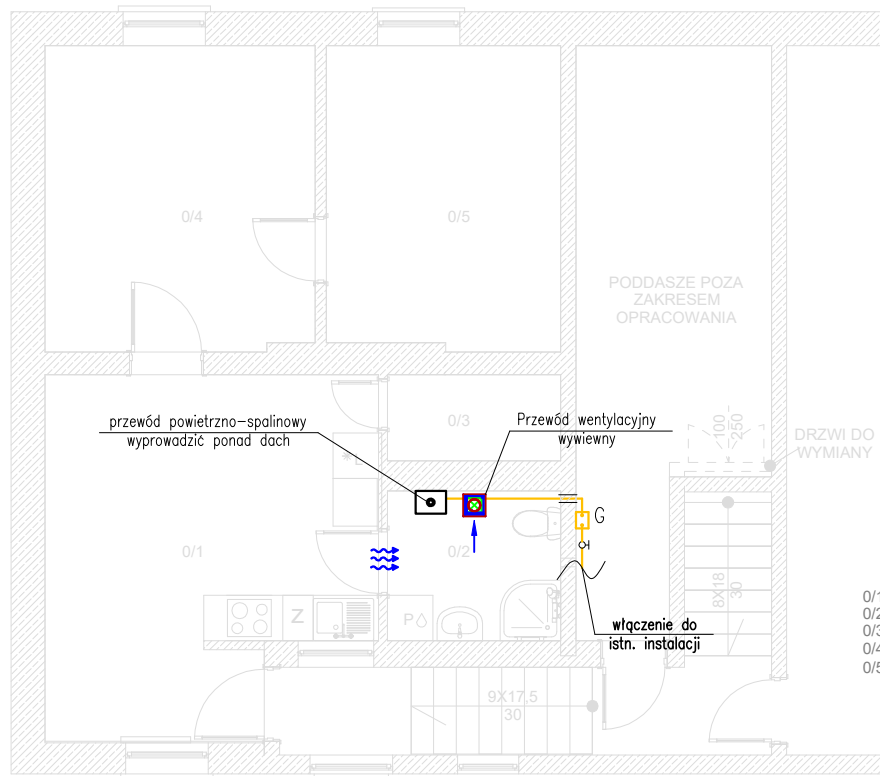 0/4
0/5
PODDASZE POZA
ZAKRESEM
OPRACOWANIA
przewód powietrzno-spalinowy
wyprowadzić ponad dach
0/3
Przewód wentylacyjny
wywiewny
100
250
DRZWI DO
WYMIANY
*L
G
0/1
0/2
8X18
30
Z
P
włączenie do
istn. instalacji
0/1
0/2
0/3
0/4
0/5
9X17,5
30